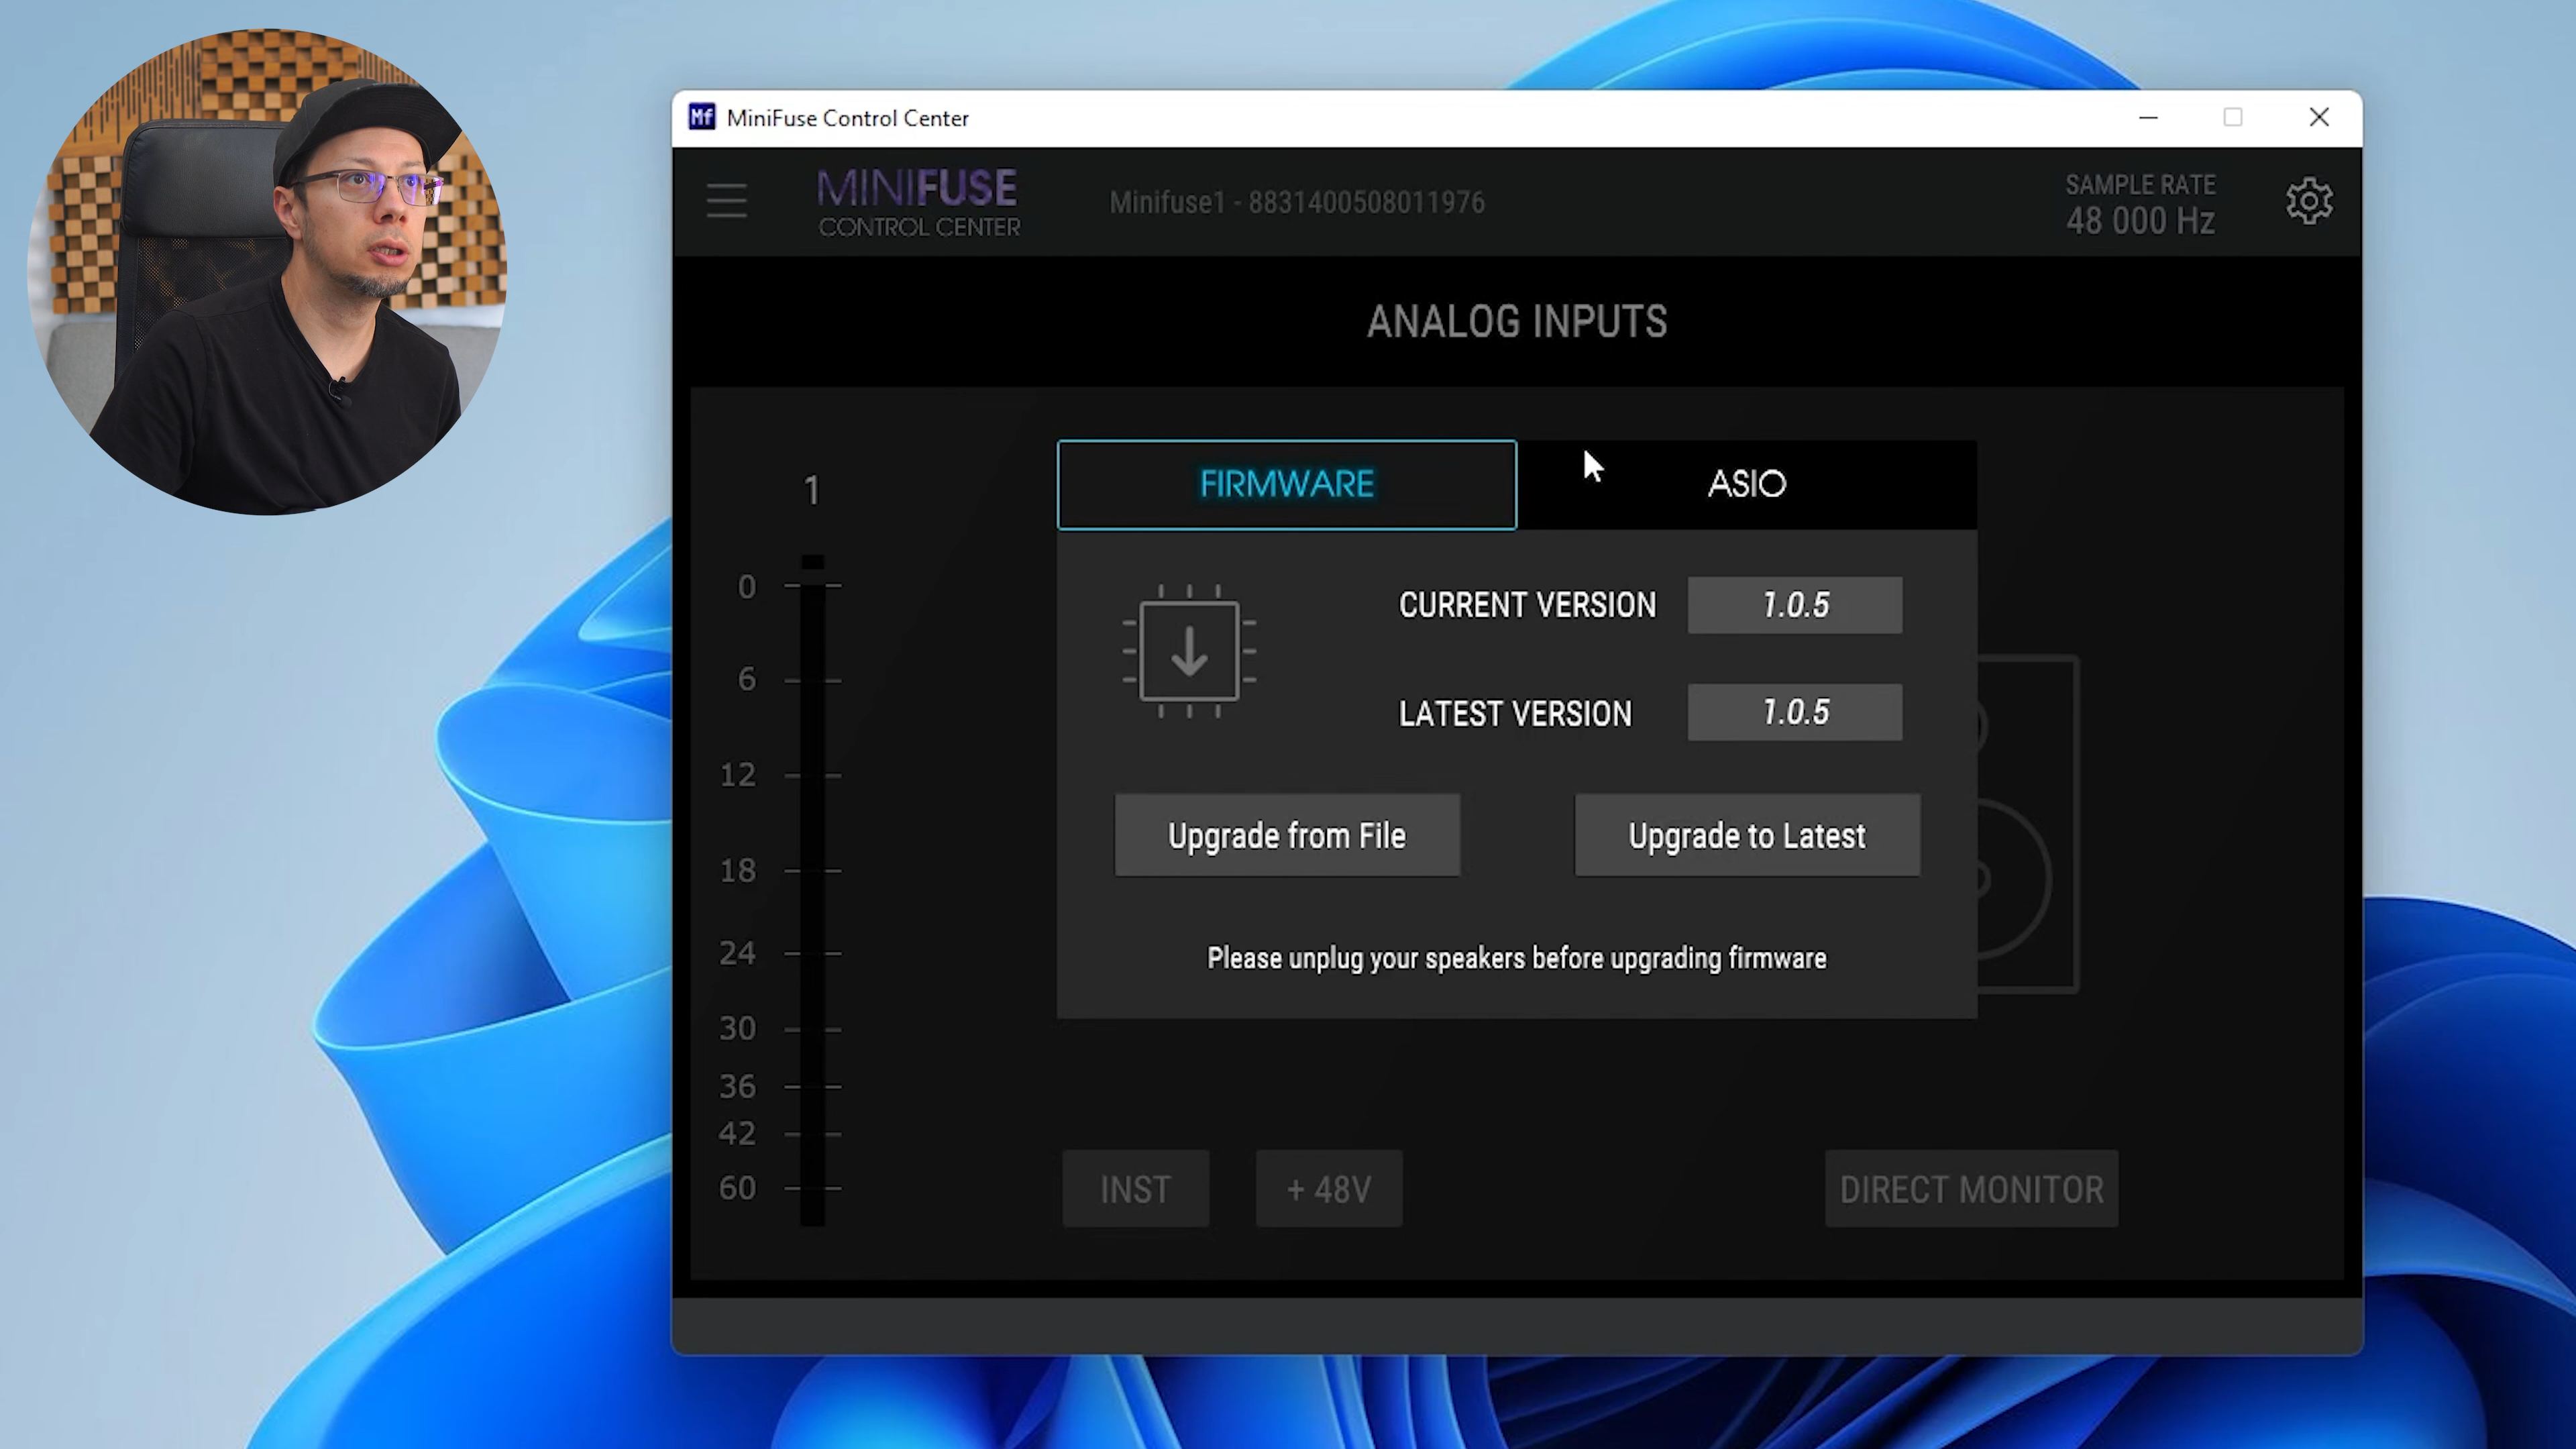 Mf MiniFuse Control Center
MINIFUSE
CONTROL CENTER
Minifuse1 - 8831400508011976
SAMPLE RATE
48 000 Hz
ANALOG INPUTS
1
0
6
12
18
24
30
36
42
60
FIRMWARE
ASIO
CURRENT VERSION 1.0.5
LATEST VERSION 1.0.5
Upgrade from File
Upgrade to Latest
Please unplug your speakers before upgrading firmware
INST
+ 48V
DIRECT MONITOR